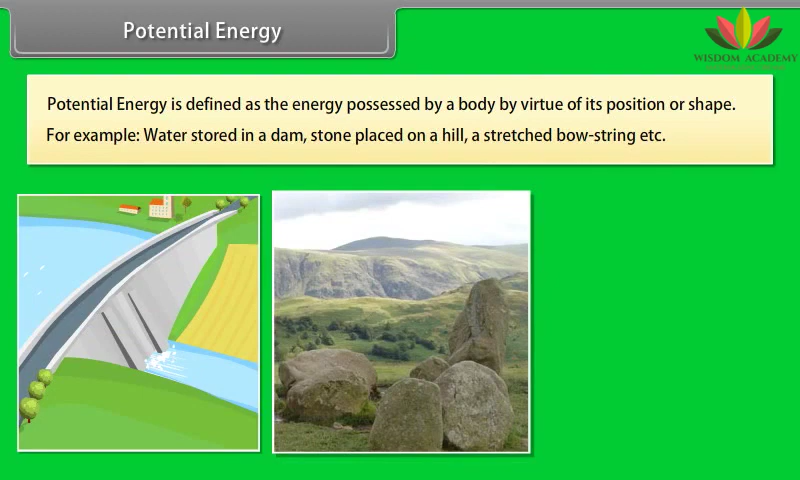 Potential Energy
WISDOM ACADEMY
Potential Energy is defined as the energy possessed by a body by virtue of its position or shape.
For example: Water stored in a dam, stone placed on a hill, a stretched bow-string etc.